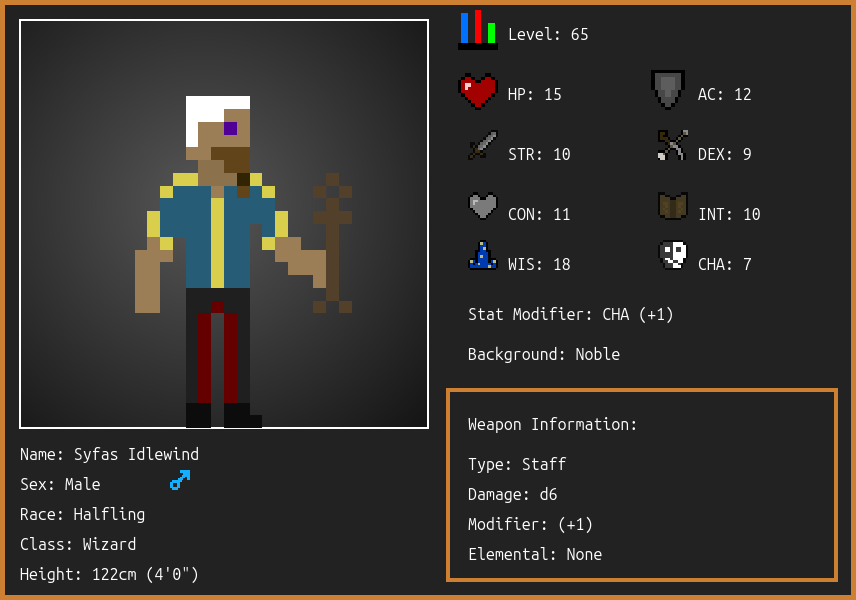 Level: 65
HP: 15
AC: 12
STR: 10
DEX: 9
CON: 11
INT: 10
WIS: 18
CHA: 7
Stat Modifier: CHA (+1)
Background: Noble
Weapon Information:
Type: Staff
Damage: d6
Modifier: (+1)
Elemental: None
Name: Syfas Idlewind
Sex: Male
Race: Halfling
Class: Wizard
Height: 122cm (4'0")